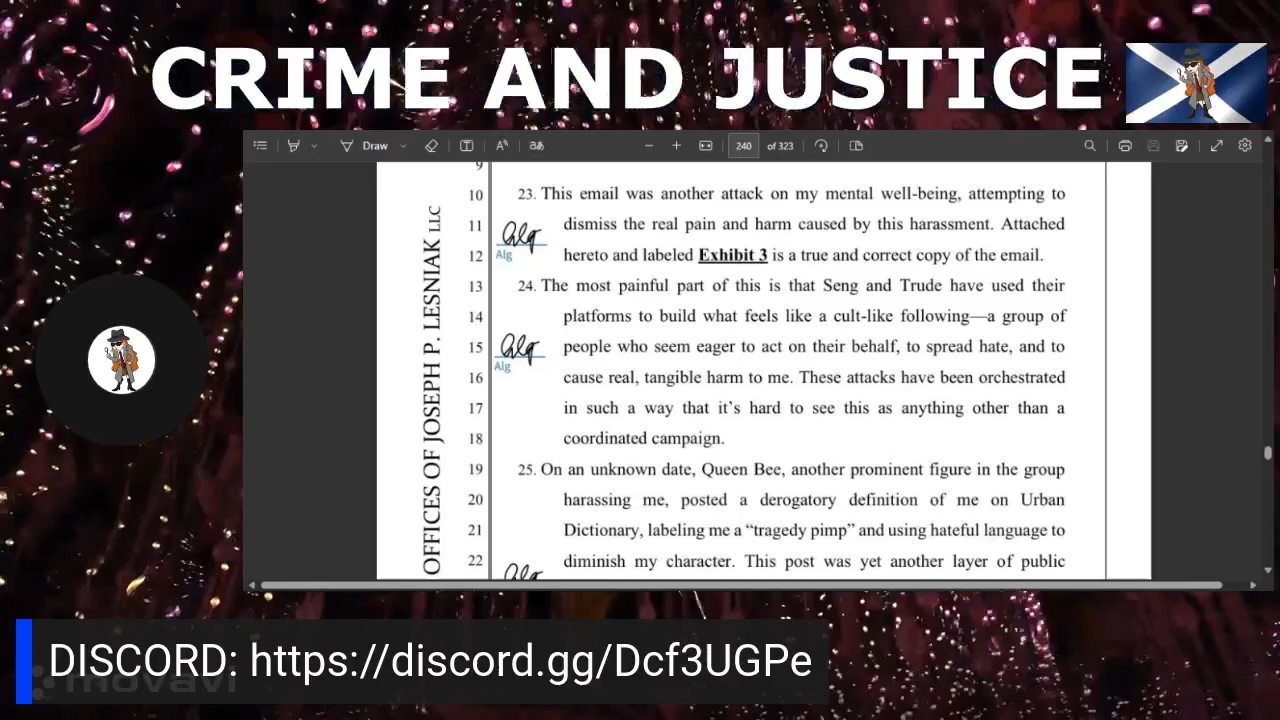 CRIME AND JUSTICE
Draw
240 of 323
9
10 23. This email was another attack on my mental well-being, attempting to
11 dismiss the real pain and harm caused by this harassment. Attached
12 hereto and labeled Exhibit 3 is a true and correct copy of the email.
Alg
Alg
13 24. The most painful part of this is that Seng and Trude have used their
14 platforms to build what feels like a cult-like following—a group of
15 people who seem eager to act on their behalf, to spread hate, and to
16 cause real, tangible harm to me. These attacks have been orchestrated
Alg
Alg
17 in such a way that it's hard to see this as anything other than a
18 coordinated campaign.
19 25. On an unknown date, Queen Bee, another prominent figure in the group
20 harassing me, posted a derogatory definition of me on Urban
21 Dictionary, labeling me a “tragedy pimp” and using hateful language to
22 diminish my character. This post was yet another layer of public
Alg
OFFICES OF JOSEPH P. LESNIAK LLC
DISCORD: https://discord.gg/Dcf3UGPe
movavi